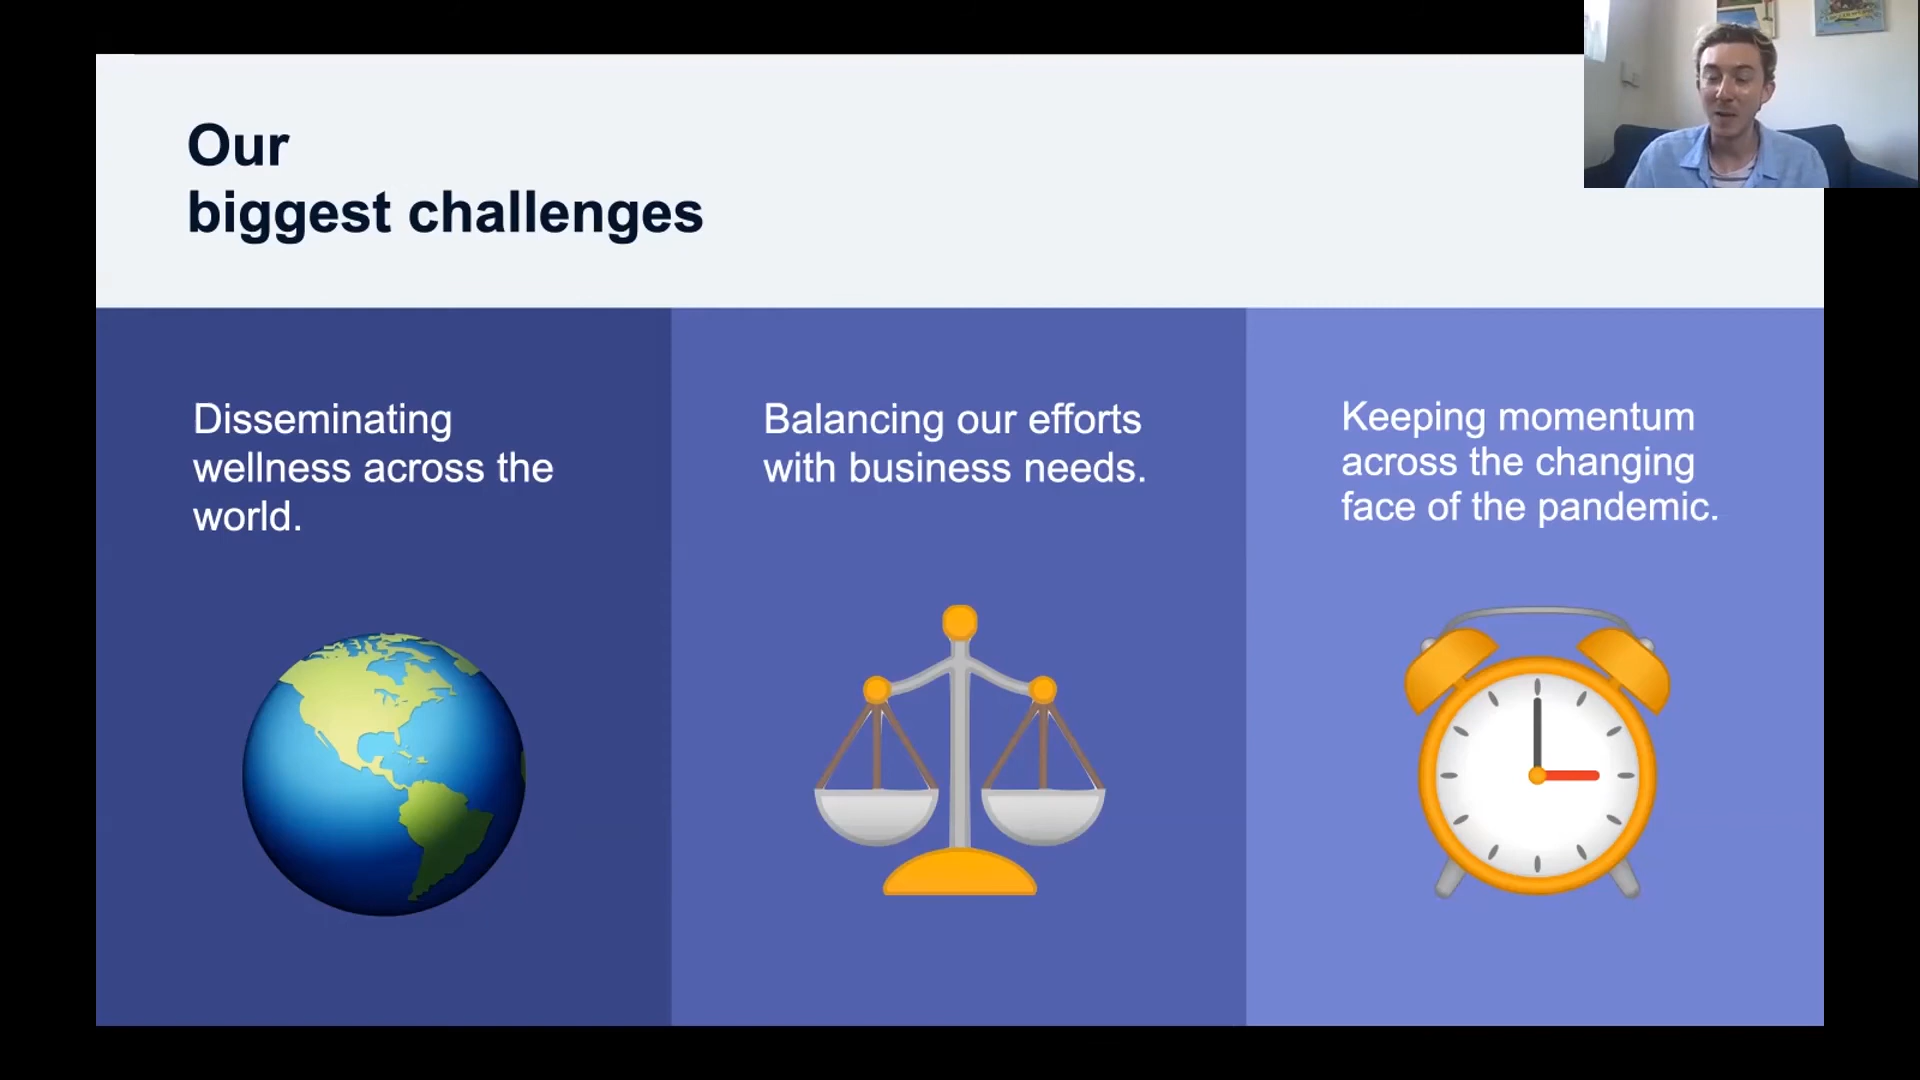 Our
biggest challenges
Disseminating
wellness across the
world.
Balancing our efforts
with business needs.
Keeping momentum
across the changing
face of the pandemic.